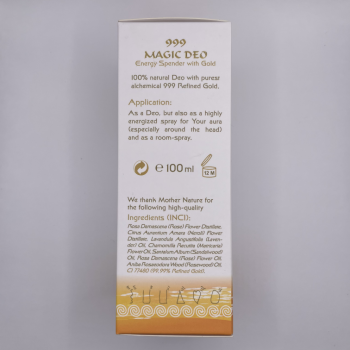 999
MAGIC DEO
Energy Spender with Gold
100% natural Deo with purest
alchemical 999 Refined Gold.
Application:
As a Deo, but also as a highly
energized spray for Your aura
(especially around the head)
and as a room-spray.
e 100 ml
12 M
We thank Mother Nature for
the following high-quality
Ingredients (INCI):
Rosa Damascena (Rose) Flower
Distillate, Citrus Aurantium Amara (Neroli) Flower
Distillate, Lavandula Angustifolia (Laven-
der) Oil, Chamomilla Recutita (Matricaria)
Flower Oil, Santalum Album (Sandalwood)
Oil, Rosa Damascena (Rose) Flower Oil,
Aniba Rosaeodora Wood (Rosewood) Oil,
CI 77480 (99.99% Refined Gold).